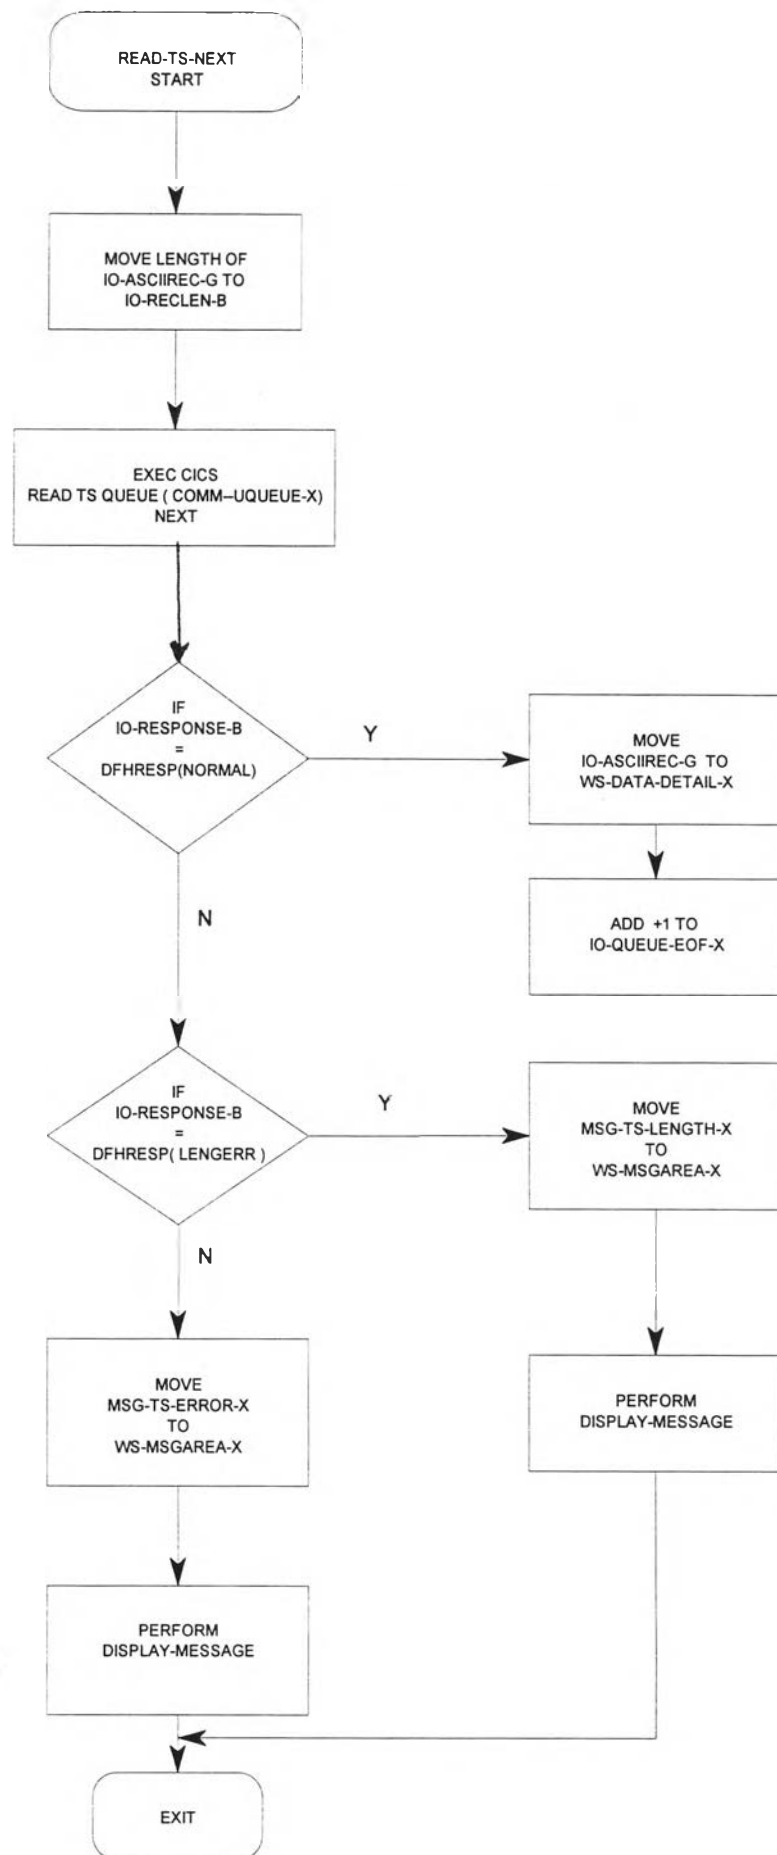 READ-TS-NEXT
START
MOVE LENGTH OF
IO-ASCIIREC-G TO
IO-RECLEN-B
EXEC CICS
READ TS QUEUE ( COMM--UQUEUE-X)
NEXT
IF
IO-RESPONSE-B
=
DFHRESP(NORMAL)
Y
MOVE
IO-ASCIIREC-G TO
WS-DATA-DETAIL-X
N
ADD +1 TO
IO-QUEUE-EOF-X
IF
IO-RESPONSE-B
=
DFHRESP( LENGERR )
Y
MOVE
MSG-TS-LENGTH-X
TO
WS-MSGAREA-X
N
MOVE
MSG-TS-ERROR-X
TO
WS-MSGAREA-X
PERFORM
DISPLAY-MESSAGE
PERFORM
DISPLAY-MESSAGE
EXIT